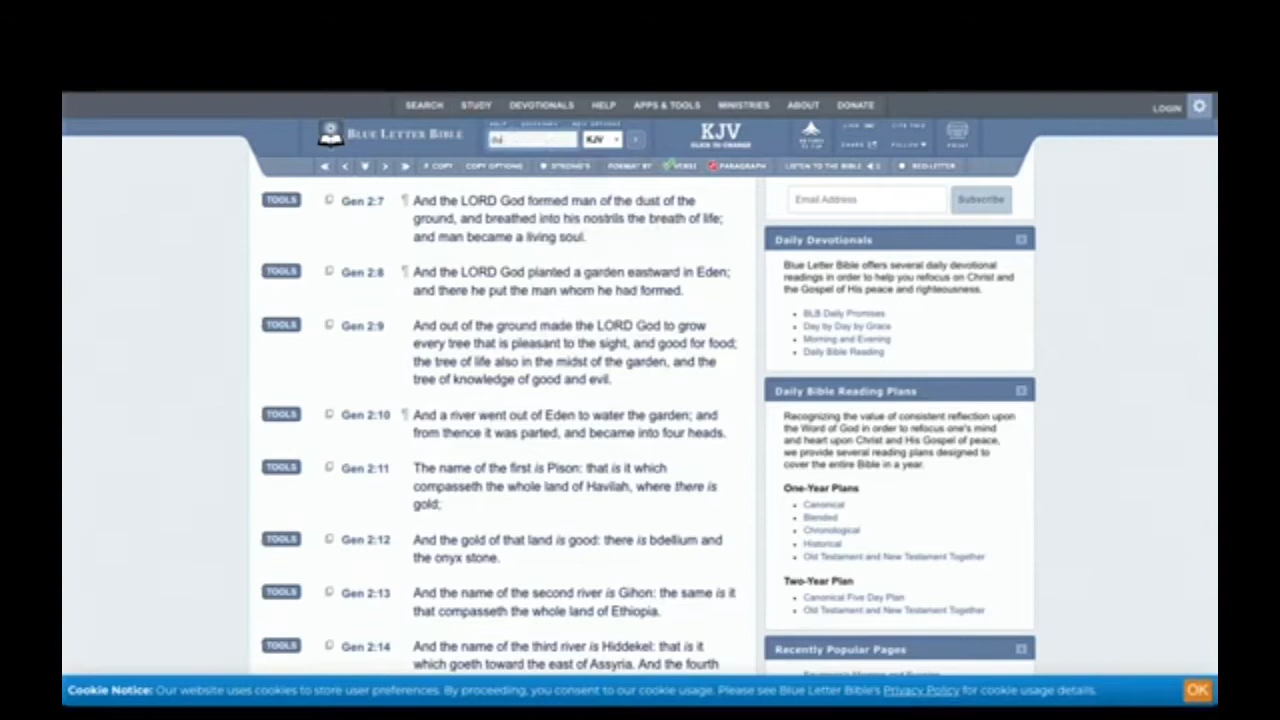 SEARCH STUDY DEVOTIONALS HELP APPS & TOOLS MINISTRIES ABOUT DONATE LOGIN
BLUE LETTER BIBLE KJV KJV
CLICK TO CHANGE
COPY COPY OPTIONS STRONG'S FORMAT BY VERSE PARAGRAPH LISTEN TO THE BIBLE RED-LETTER
TOOLS Gen 2:7 ¶ And the LORD God formed man of the dust of the
ground, and breathed into his nostrils the breath of life;
and man became a living soul.
TOOLS Gen 2:8 ¶ And the LORD God planted a garden eastward in Eden;
and there he put the man whom he had formed.
TOOLS Gen 2:9 And out of the ground made the LORD God to grow
every tree that is pleasant to the sight, and good for food;
the tree of life also in the midst of the garden, and the
tree of knowledge of good and evil.
TOOLS Gen 2:10 ¶ And a river went out of Eden to water the garden; and
from thence it was parted, and became into four heads.
TOOLS Gen 2:11 The name of the first is Pison: that is it which
compasseth the whole land of Havilah, where there is
gold;
TOOLS Gen 2:12 And the gold of that land is good: there is bdellium and
the onyx stone.
TOOLS Gen 2:13 And the name of the second river is Gihon: the same is it
that compasseth the whole land of Ethiopia.
TOOLS Gen 2:14 And the name of the third river is Hiddekel: that is it
which goeth toward the east of Assyria. And the fourth
Email Address Subscribe
Daily Devotionals
Blue Letter Bible offers several daily devotional
readings in order to help you refocus on Christ and
the Gospel of His peace and righteousness.
BLB Daily Promises
Day by Day by Grace
Morning and Evening
Daily Bible Reading
Daily Bible Reading Plans
Recognizing the value of consistent reflection upon
the Word of God in order to refocus one's mind
and heart upon Christ and His Gospel of peace,
we provide several reading plans designed to
cover the entire Bible in a year.
One-Year Plans
Canonical
Blended
Chronological
Historical
Old Testament and New Testament Together
Two-Year Plan
Canonical Five Day Plan
Old Testament and New Testament Together
Recently Popular Pages
Cookie Notice: Our website uses cookies to store user preferences. By proceeding, you consent to our cookie usage. Please see Blue Letter Bible's Privacy Policy for cookie usage details. OK